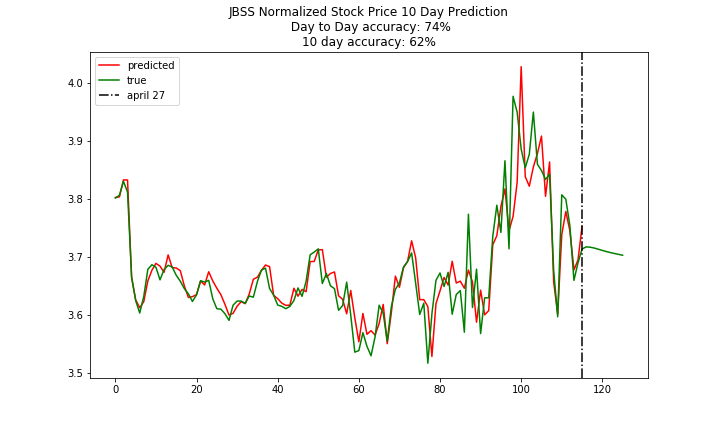 JBSS Normalized Stock Price 10 Day Prediction
Day to Day accuracy: 74%
10 day accuracy: 62%
predicted
true
april 27
4.0
3.9
3.8
3.7
3.6
3.5
0 20 40 60 80 100 120